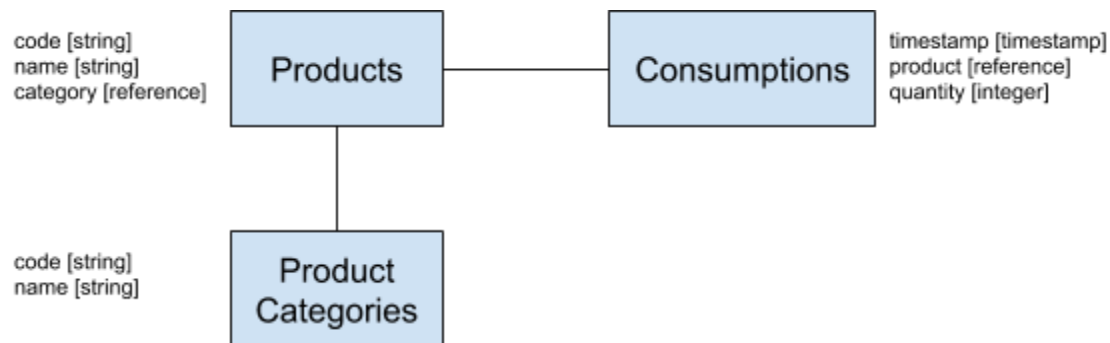 code [string]
name [string]
category [reference]
Products
Consumptions
timestamp [timestamp]
product [reference]
quantity [integer]
code [string]
name [string]
Product
Categories